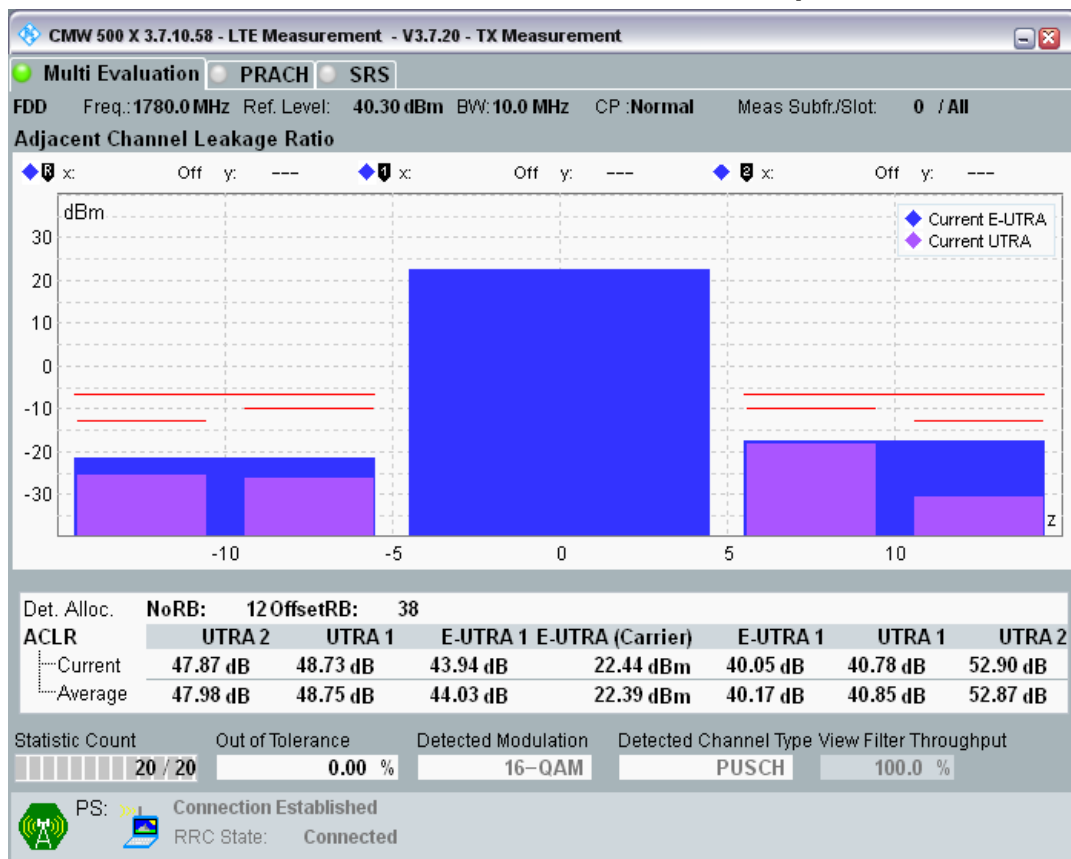 CMW 500 X 3.7.10.58 - LTE Measurement - V3.7.20 - TX Measurement
Multi Evaluation PRACH SRS
FDD Freq.: 1780.0 MHz Ref. Level: 40.30 dBm BW: 10.0 MHz CP :Normal Meas Subfr./Slot: 0 / All
Adjacent Channel Leakage Ratio
R x: Off y: --- 1 x: Off y: --- 2 x: Off y: ---
dBm
Current E-UTRA
Current UTRA
30
20
10
0
-10
-20
-30
z
-10 -5 0 5 10
Det. Alloc. NoRB: 12 OffsetRB: 38
ACLR UTRA 2 UTRA 1 E-UTRA 1 E-UTRA (Carrier) E-UTRA 1 UTRA 1 UTRA 2
Current 47.87 dB 48.73 dB 43.94 dB 22.44 dBm 40.05 dB 40.78 dB 52.90 dB
Average 47.98 dB 48.75 dB 44.03 dB 22.39 dBm 40.17 dB 40.85 dB 52.87 dB
Statistic Count Out of Tolerance Detected Modulation Detected Channel Type View Filter Throughput
20 / 20 0.00 % 16-QAM PUSCH 100.0 %
PS: Connection Established
RRC State: Connected